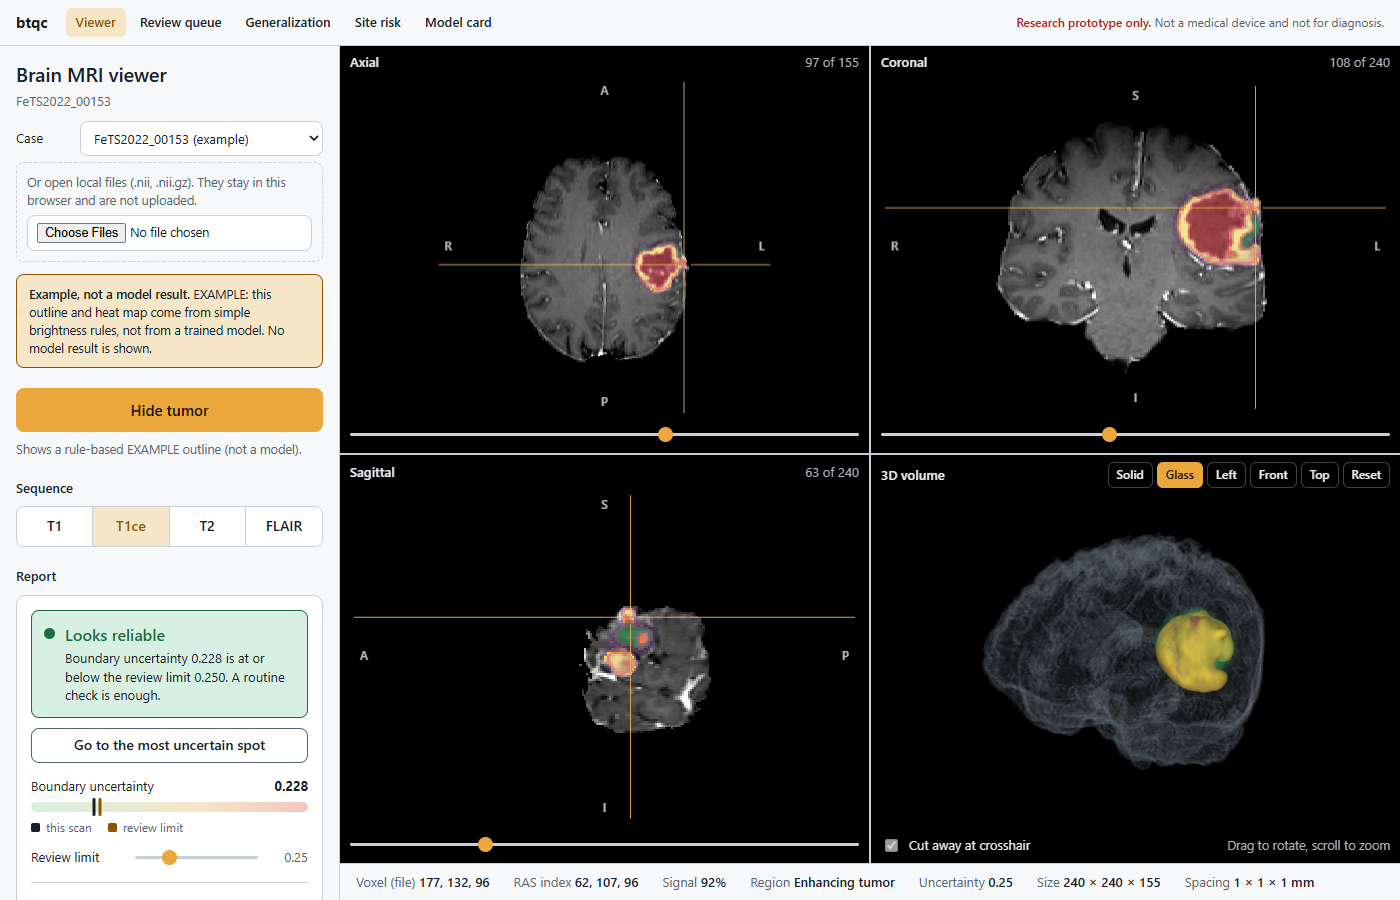 btqc Viewer Review queue Generalization Site risk Model card Research prototype only. Not a medical device and not for diagnosis.
Brain MRI viewer
FeTS2022_00153
Case FeTS2022_00153 (example)
Or open local files (.nii, .nii.gz). They stay in this
browser and are not uploaded.
Choose Files No file chosen
Example, not a model result. EXAMPLE: this
outline and heat map come from simple
brightness rules, not from a trained model. No
model result is shown.
Hide tumor
Shows a rule-based EXAMPLE outline (not a model).
Sequence
T1 T1ce T2 FLAIR
Report
Looks reliable
Boundary uncertainty 0.228 is at or
below the review limit 0.250. A routine
check is enough.
Go to the most uncertain spot
Boundary uncertainty 0.228
this scan review limit
Review limit 0.25
Axial 97 of 155
A
R L
P
Coronal 108 of 240
S
R L
I
Sagittal 63 of 240
S
A P
I
3D volume Solid Glass Left Front Top Reset
Cut away at crosshair Drag to rotate, scroll to zoom
Voxel (file) 177, 132, 96 RAS index 62, 107, 96 Signal 92% Region Enhancing tumor Uncertainty 0.25 Size 240 × 240 × 155 Spacing 1 × 1 × 1 mm